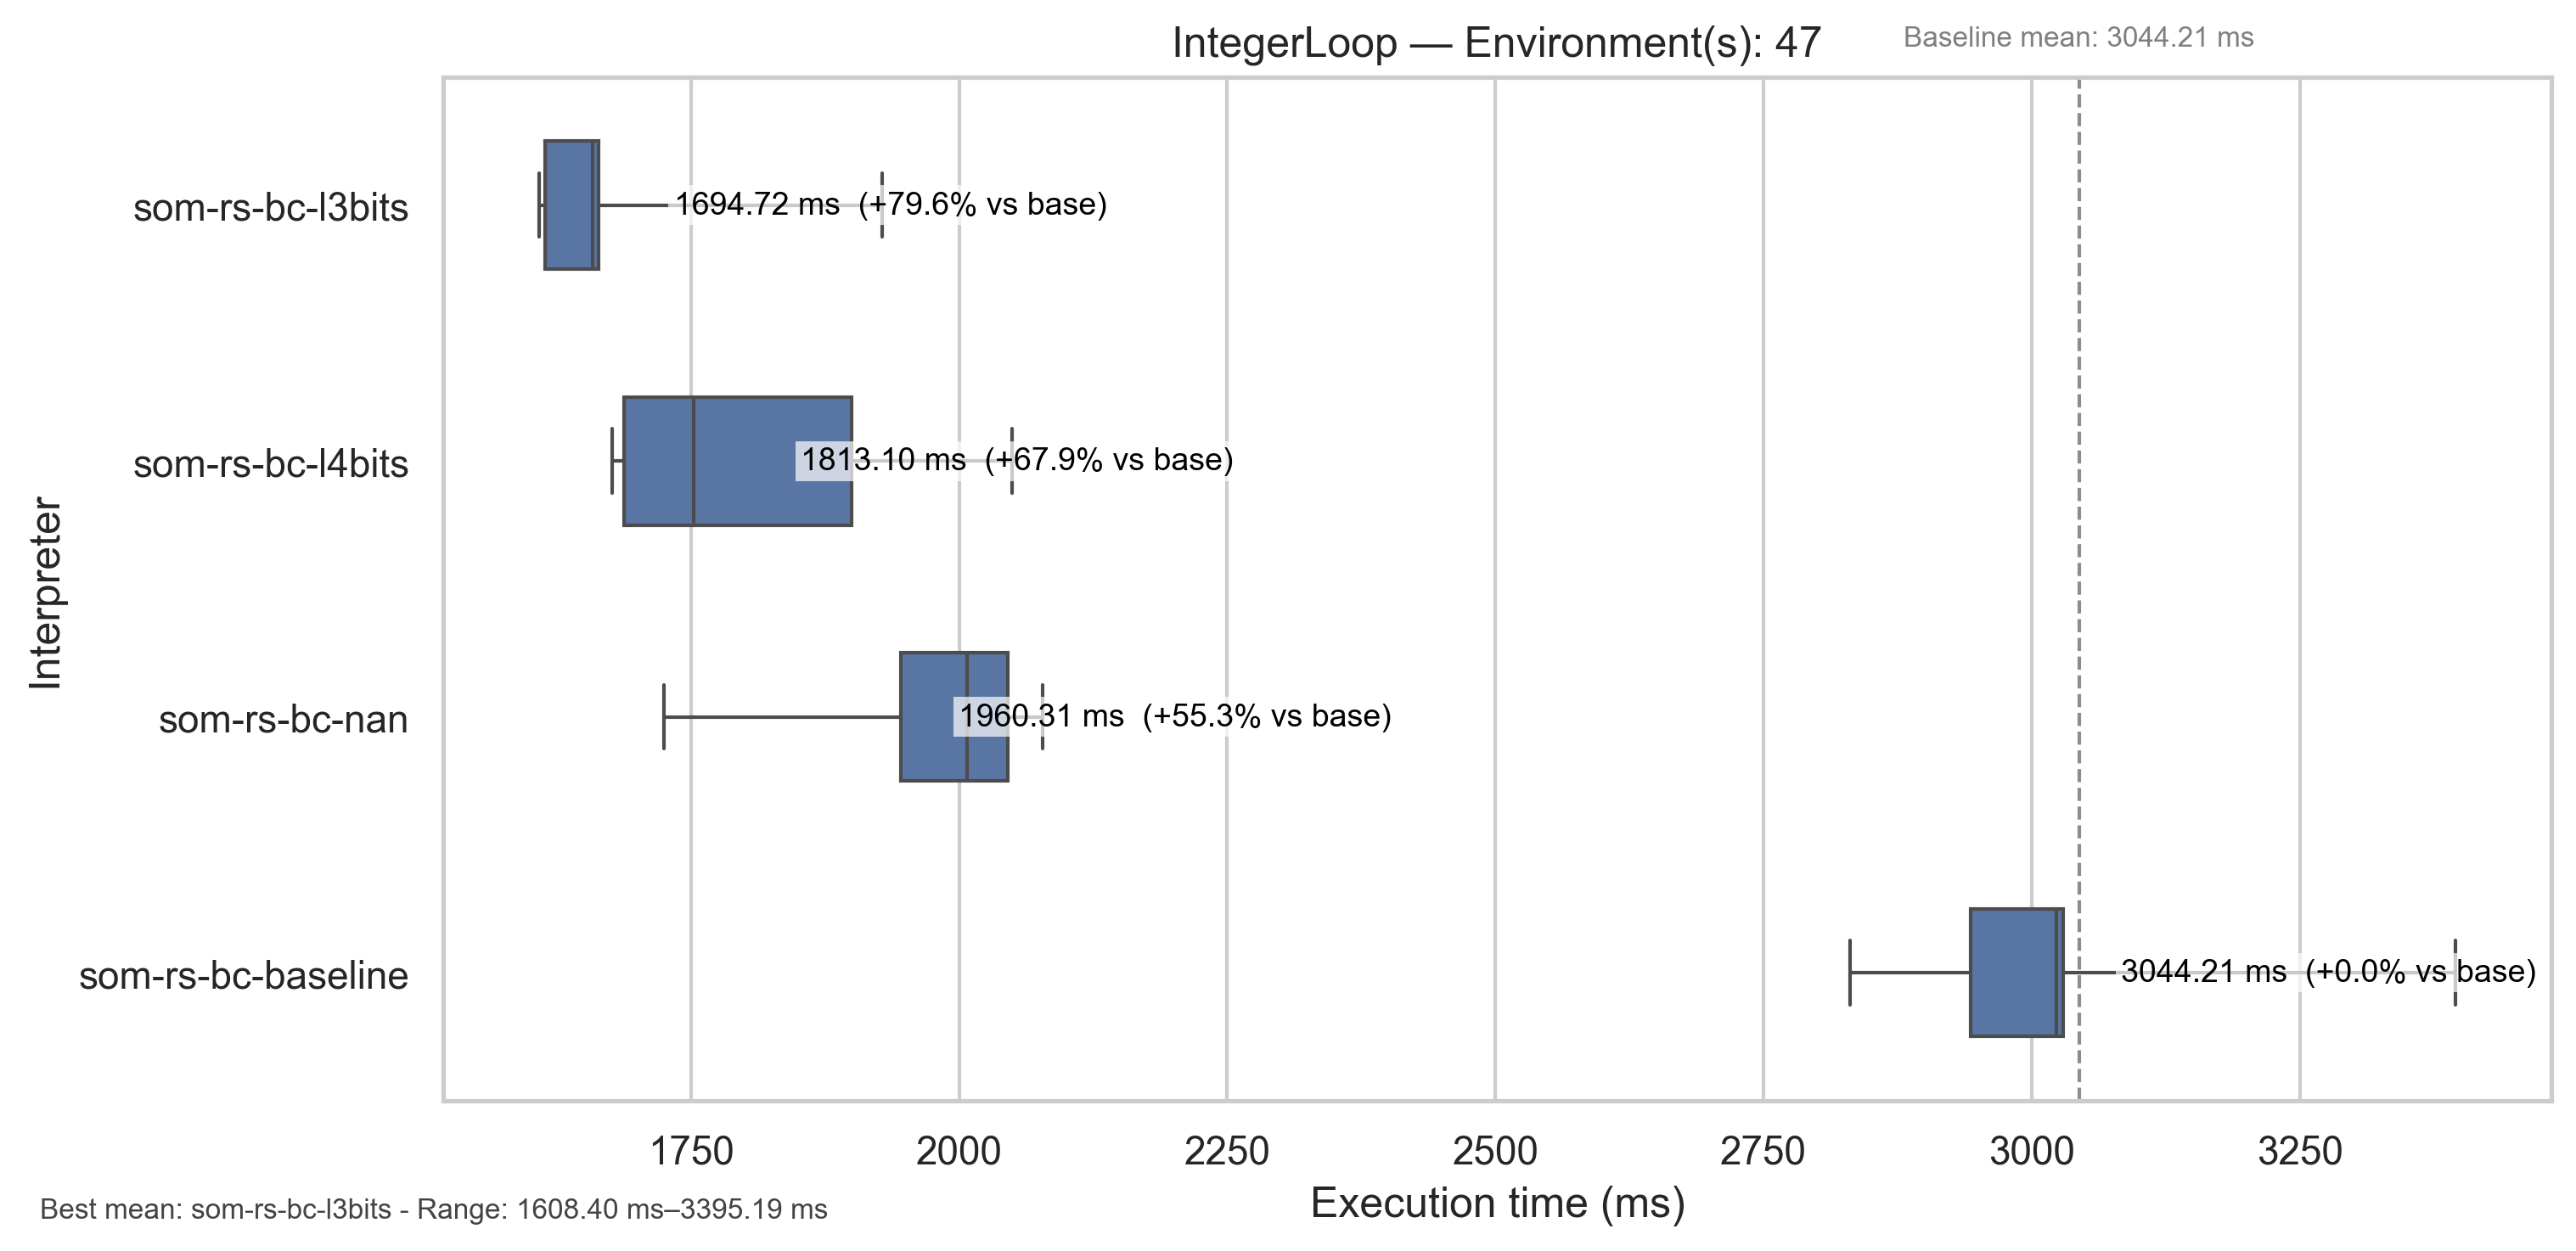 IntegerLoop — Environment(s): 47
Baseline mean: 3044.21 ms
Interpreter
som-rs-bc-l3bits
1694.72 ms (+79.6% vs base)
som-rs-bc-l4bits
1813.10 ms (+67.9% vs base)
som-rs-bc-nan
1960.31 ms (+55.3% vs base)
som-rs-bc-baseline
3044.21 ms (+0.0% vs base)
1750 2000 2250 2500 2750 3000 3250
Execution time (ms)
Best mean: som-rs-bc-l3bits - Range: 1608.40 ms–3395.19 ms